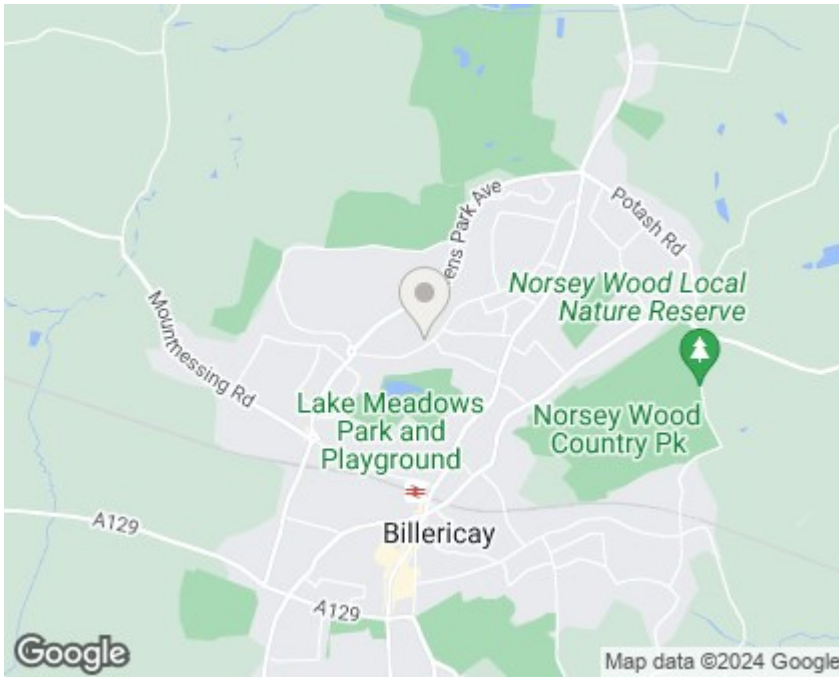 ens Park Ave
Potash Rd
Norsey Wood Local
Nature Reserve
Mountnessing Rd
Lake Meadows
Park and
Playground
Norsey Wood
Country Pk
A129
Billericay
A129
Google
Map data ©2024 Google